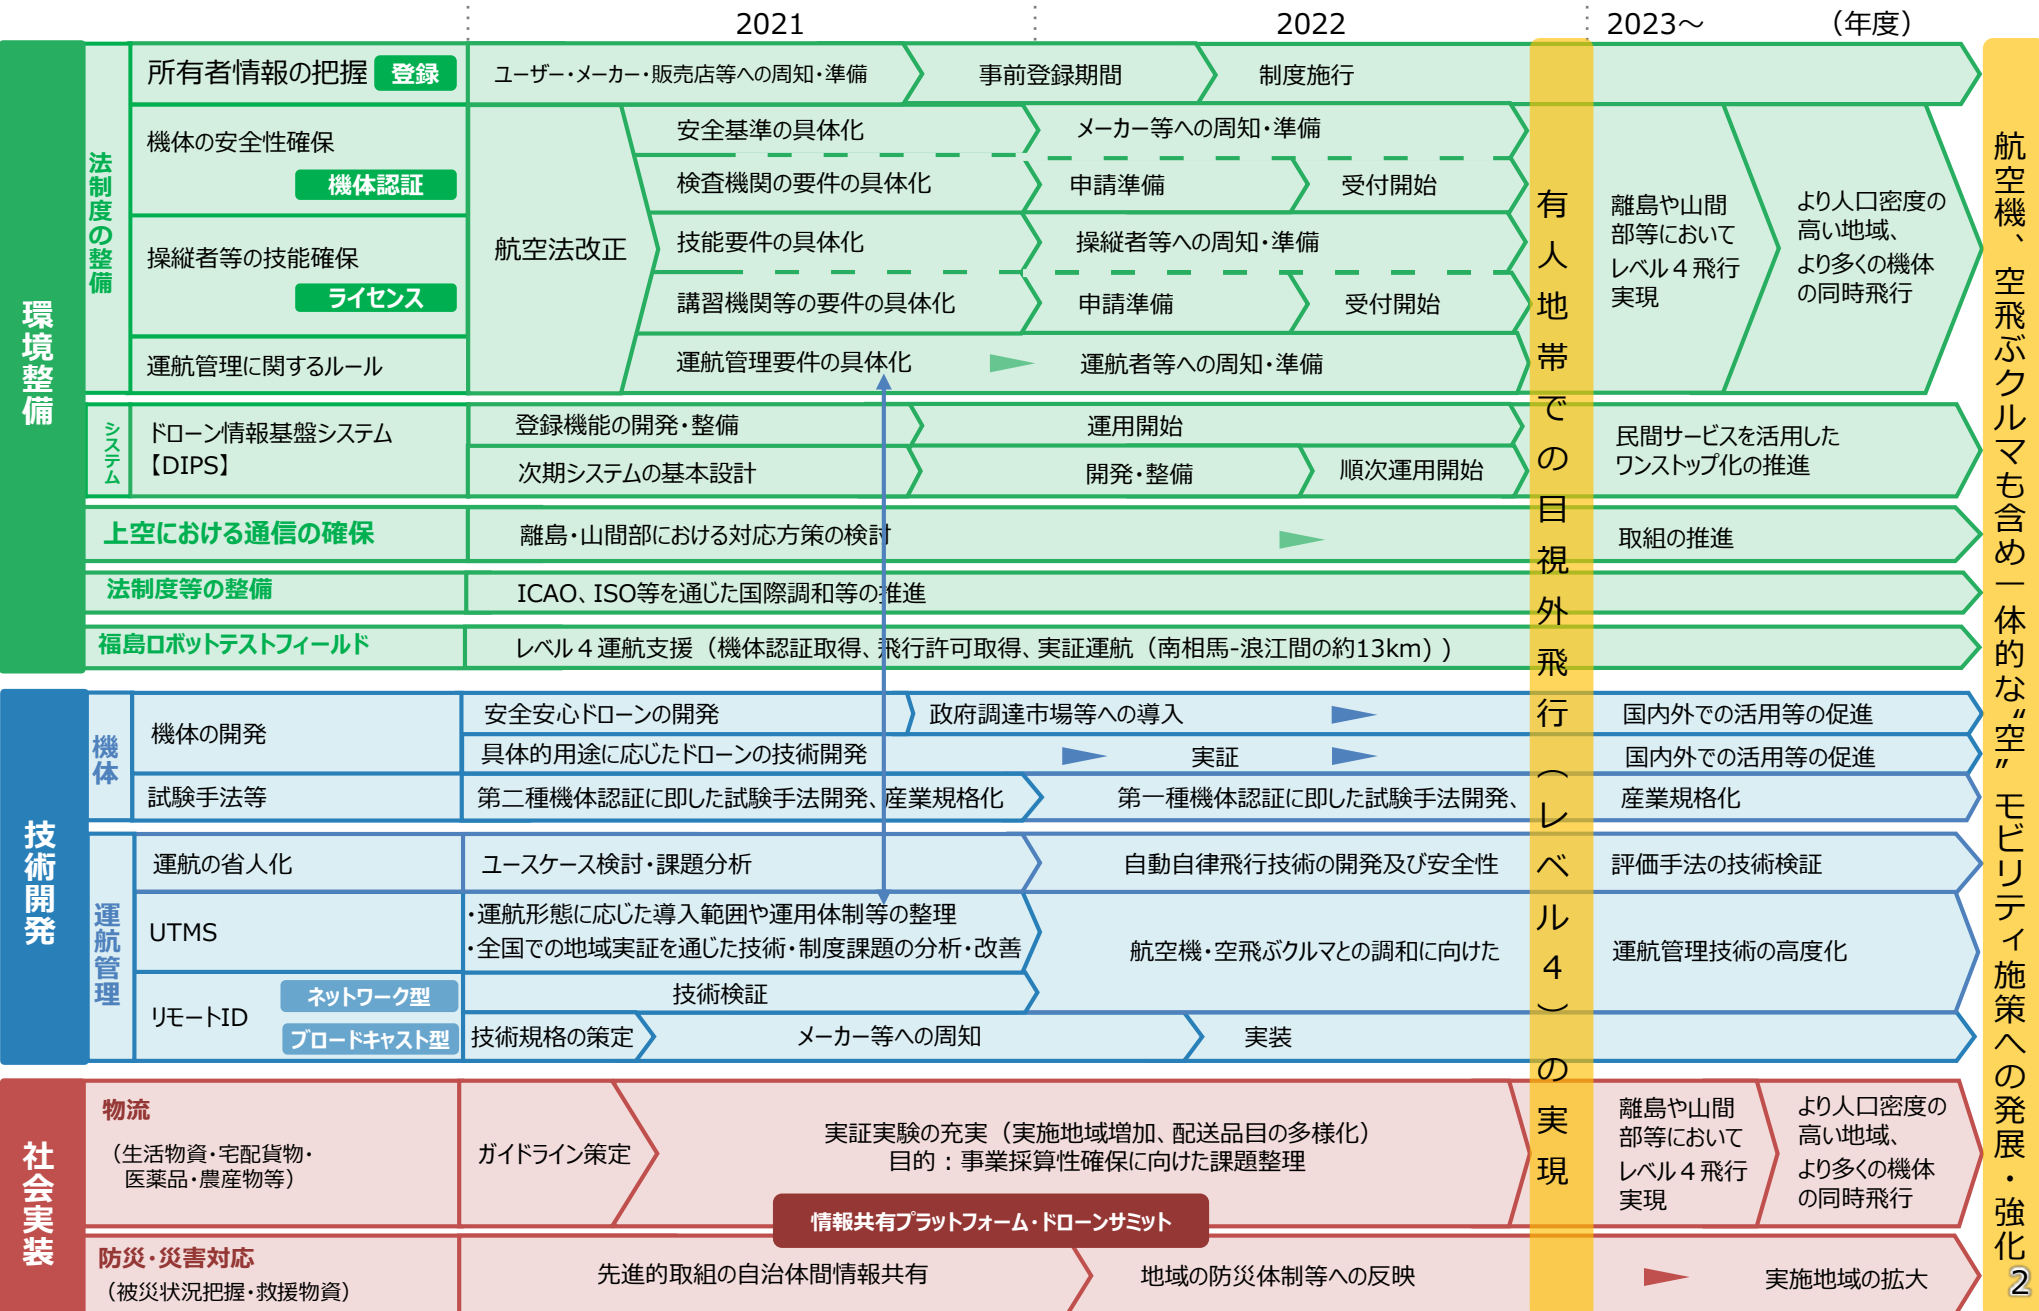 2021
2022
2023～
（年度）
環境整備
法制度の整備
所有者情報の把握 登録
ユーザー・メーカー・販売店等への周知・準備
事前登録期間
制度施行
機体の安全性確保
機体認証
操縦者等の技能確保
ライセンス
運航管理に関するルール
航空法改正
安全基準の具体化
メーカー等への周知・準備
検査機関の要件の具体化
申請準備
受付開始
技能要件の具体化
操縦者等への周知・準備
講習機関等の要件の具体化
申請準備
受付開始
運航管理要件の具体化
運航者等への周知・準備
離島や山間
部等において
レベル４飛行
実現
より人口密度の
高い地域、
より多くの機体
の同時飛行
システム
ドローン情報基盤システム
【DIPS】
登録機能の開発・整備
運用開始
次期システムの基本設計
開発・整備
順次運用開始
民間サービスを活用した
ワンストップ化の推進
上空における通信の確保
離島・山間部における対応方策の検討
取組の推進
法制度等の整備
ICAO、ISO等を通じた国際調和等の推進
福島ロボットテストフィールド
レベル４運航支援（機体認証取得、飛行許可取得、実証運航（南相馬-浪江間の約13km））
技術開発
機体
機体の開発
安全安心ドローンの開発
政府調達市場等への導入
国内外での活用等の促進
具体的用途に応じたドローンの技術開発
実証
国内外での活用等の促進
試験手法等
第二種機体認証に即した試験手法開発、産業規格化
第一種機体認証に即した試験手法開発、
産業規格化
運航管理
運航の省人化
ユースケース検討・課題分析
自動自律飛行技術の開発及び安全性
評価手法の技術検証
UTMS
・運航形態に応じた導入範囲や運用体制等の整理
・全国での地域実証を通じた技術・制度課題の分析・改善
航空機・空飛ぶクルマとの調和に向けた
運航管理技術の高度化
リモートID
ネットワーク型
技術検証
ブロードキャスト型
技術規格の策定
メーカー等への周知
実装
社会実装
物流
（生活物資・宅配貨物・
医薬品・農産物等）
ガイドライン策定
実証実験の充実（実施地域増加、配送品目の多様化）
目的：事業採算性確保に向けた課題整理
離島や山間
部等において
レベル４飛行
実現
より人口密度の
高い地域、
より多くの機体
の同時飛行
情報共有プラットフォーム・ドローンサミット
防災・災害対応
（被災状況把握・救援物資）
先進的取組の自治体間情報共有
地域の防災体制等への反映
実施地域の拡大
有人地帯での目視外飛行（レベル４）の実現
航空機、空飛ぶクルマも含め一体的な“空”モビリティ施策への発展・強化
2